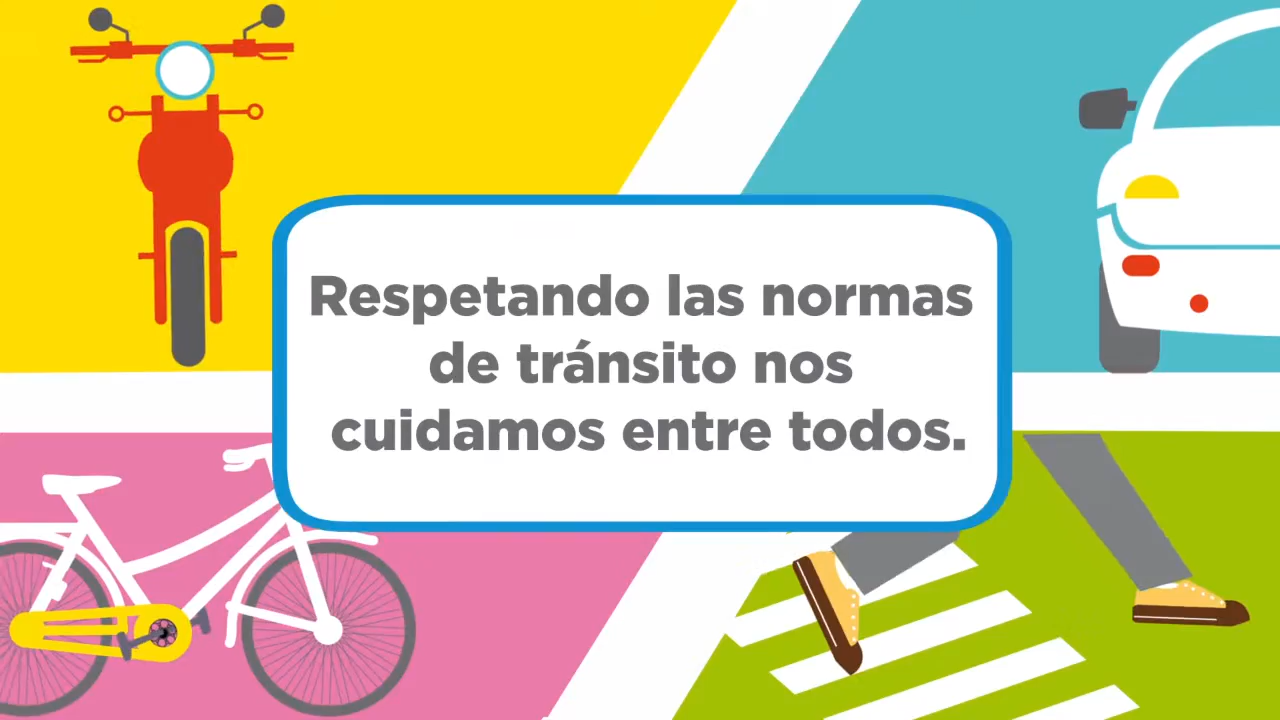 Respetando las normas
de tránsito nos
cuidamos entre todos.